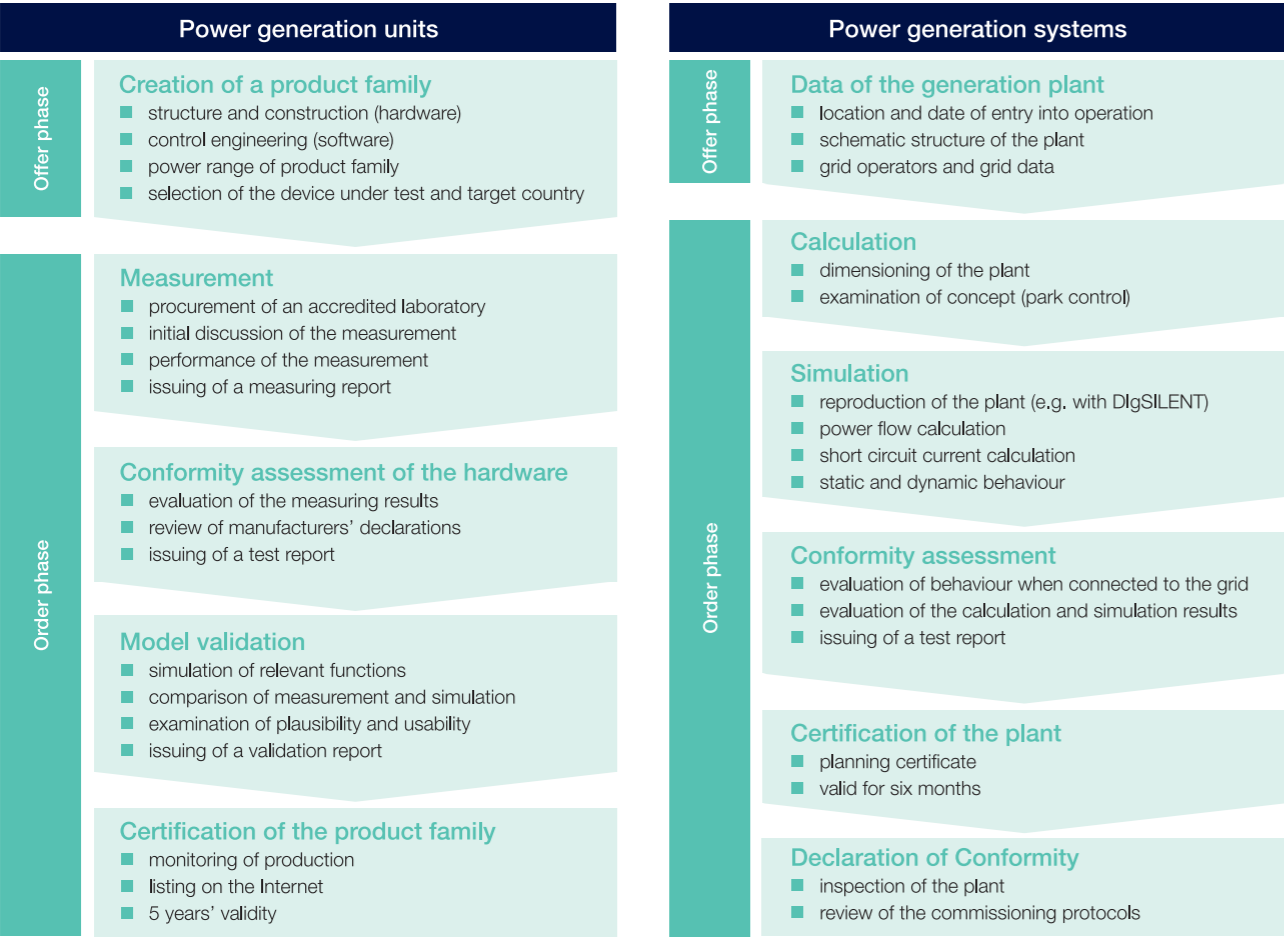 Power generation units
Offer phase
Creation of a product family
■ structure and construction (hardware)
■ control engineering (software)
■ power range of product family
■ selection of the device under test and target country
Order phase
Measurement
■ procurement of an accredited laboratory
■ initial discussion of the measurement
■ performance of the measurement
■ issuing of a measuring report
Conformity assessment of the hardware
■ evaluation of the measuring results
■ review of manufacturers’ declarations
■ issuing of a test report
Model validation
■ simulation of relevant functions
■ comparison of measurement and simulation
■ examination of plausibility and usability
■ issuing of a validation report
Certification of the product family
■ monitoring of production
■ listing on the Internet
■ 5 years’ validity
Power generation systems
Offer phase
Data of the generation plant
■ location and date of entry into operation
■ schematic structure of the plant
■ grid operators and grid data
Order phase
Calculation
■ dimensioning of the plant
■ examination of concept (park control)
Simulation
■ reproduction of the plant (e.g. with DIgSILENT)
■ power flow calculation
■ short circuit current calculation
■ static and dynamic behaviour
Conformity assessment
■ evaluation of behaviour when connected to the grid
■ evaluation of the calculation and simulation results
■ issuing of a test report
Certification of the plant
■ planning certificate
■ valid for six months
Declaration of Conformity
■ inspection of the plant
■ review of the commissioning protocols